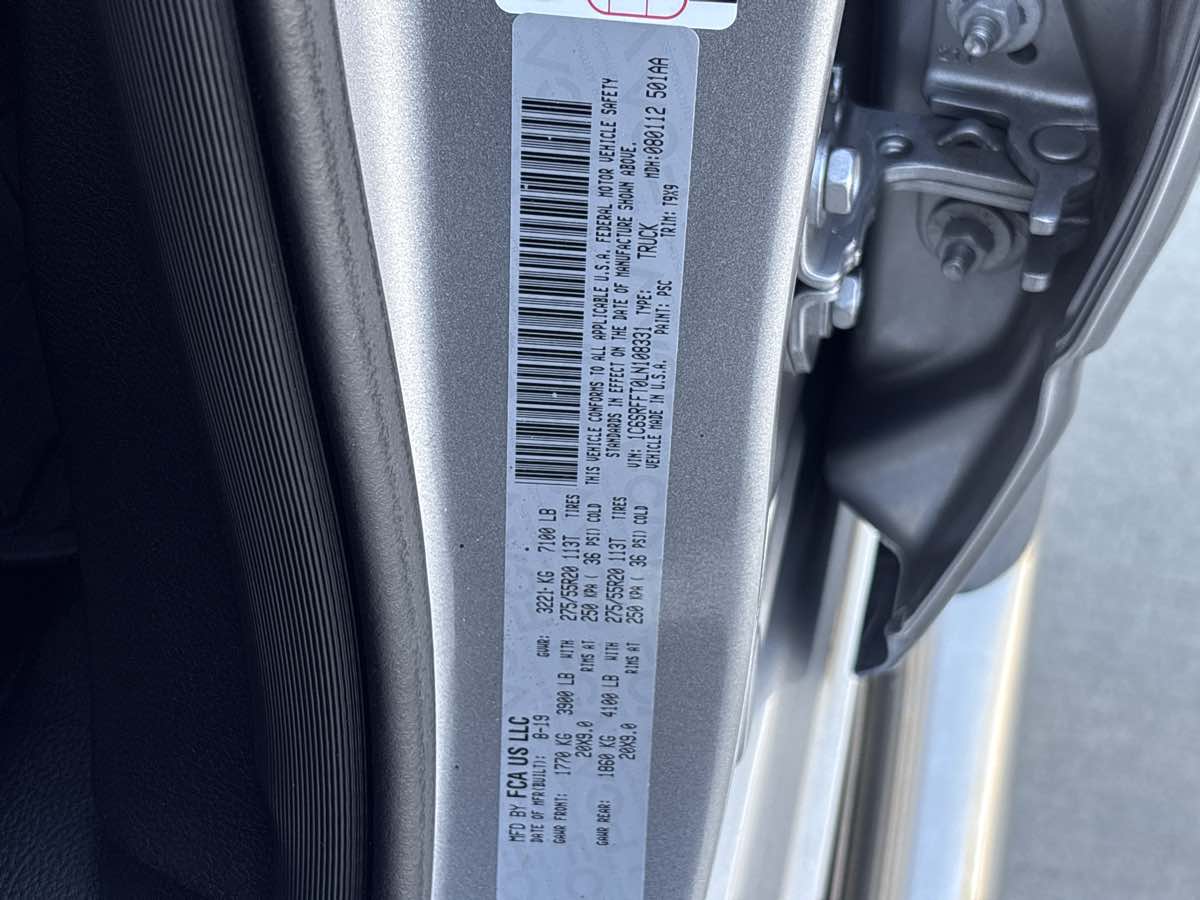 MFD BY FCA US LLC
DATE OF MFR(BUILT): 8-19 GVWR: 3221 KG 7100 LB
GAWR FRONT: 1770 KG 3900 LB WITH 275/55R20 113T TIRES
20X9.0 RIMS AT 250 KPA ( 36 PSI) COLD
GAWR REAR: 1860 KG 4100 LB WITH 275/55R20 113T TIRES
20X9.0 RIMS AT 250 KPA ( 36 PSI) COLD
THIS VEHICLE CONFORMS TO ALL APPLICABLE U.S.A. FEDERAL MOTOR VEHICLE SAFETY
STANDARDS IN EFFECT ON THE DATE OF MANUFACTURE SHOWN ABOVE.
VIN: 1C6SRFFT0LN108331 TYPE: TRUCK MDH:080112 501AA
VEHICLE MADE IN U.S.A. PAINT: PSC TRIM: T9X9